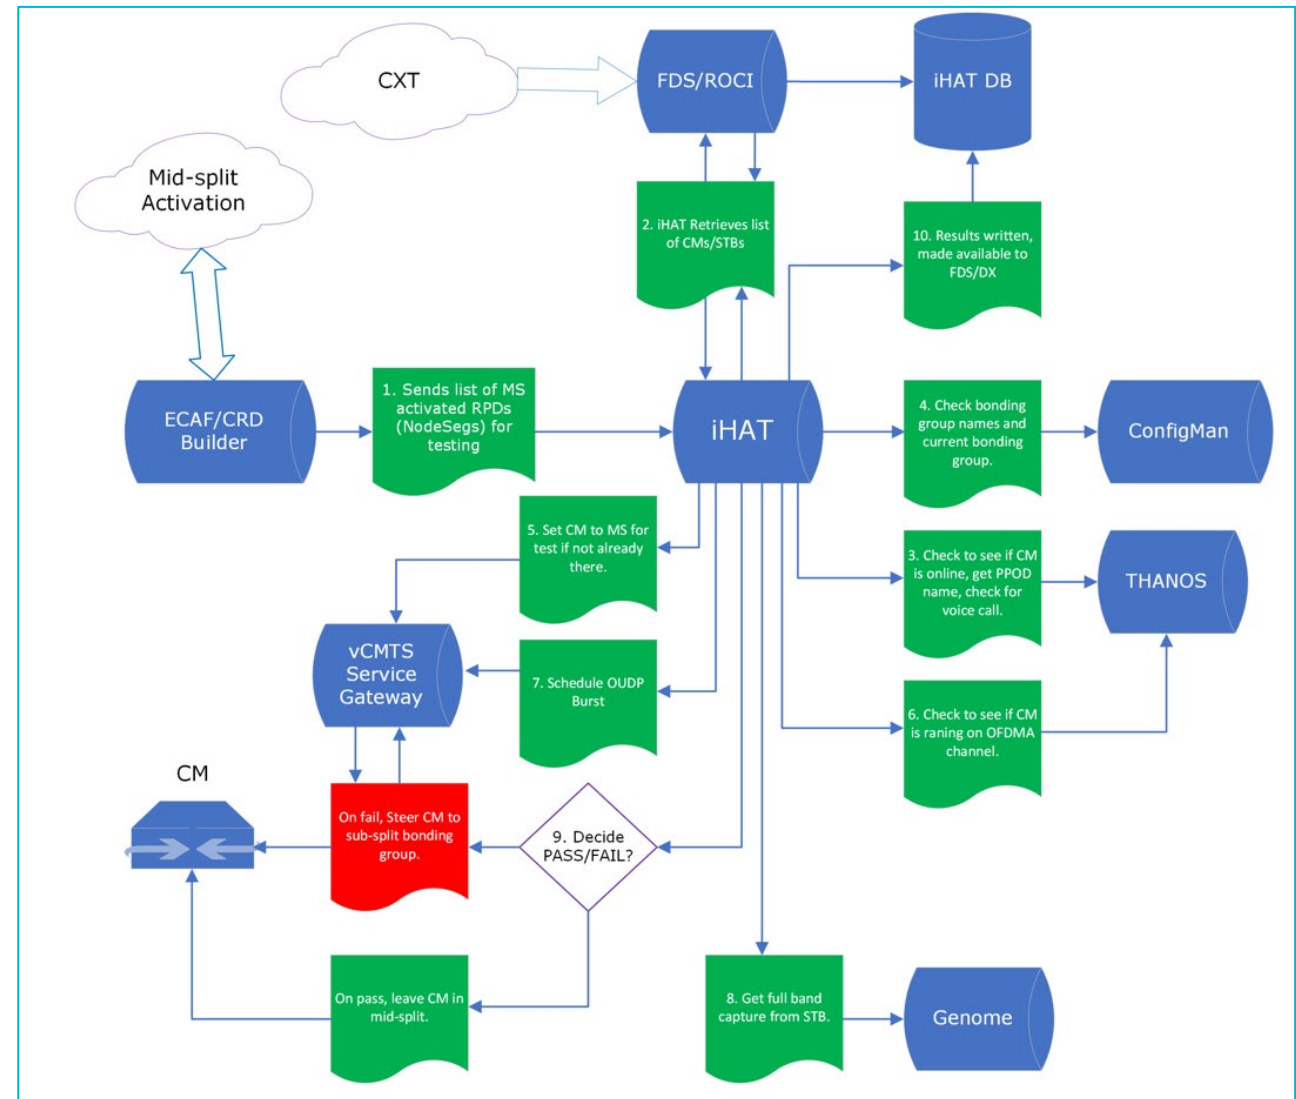 CXT
FDS/ROCI
iHAT DB
Mid-split
Activation
2. iHAT Retrieves list
of CMs/STBs
10. Results written,
made available to
FDS/DX
ECAF/CRD
Builder
1. Sends list of MS
activated RPDs
(NodeSegs) for
testing
iHAT
4. Check bonding
group names and
current bonding
group.
ConfigMan
5. Set CM to MS for
test if not already
there.
3. Check to see if CM
is online, get PPOD
name, check for
voice call.
THANOS
vCMTS
Service
Gateway
7. Schedule OUDP
Burst
6. Check to see if CM
is raning on OFDMA
channel.
CM
On fail, Steer CM to
sub-split bonding
group.
9. Decide
PASS/FAIL?
On pass, leave CM in
mid-split.
8. Get full band
capture from STB.
Genome